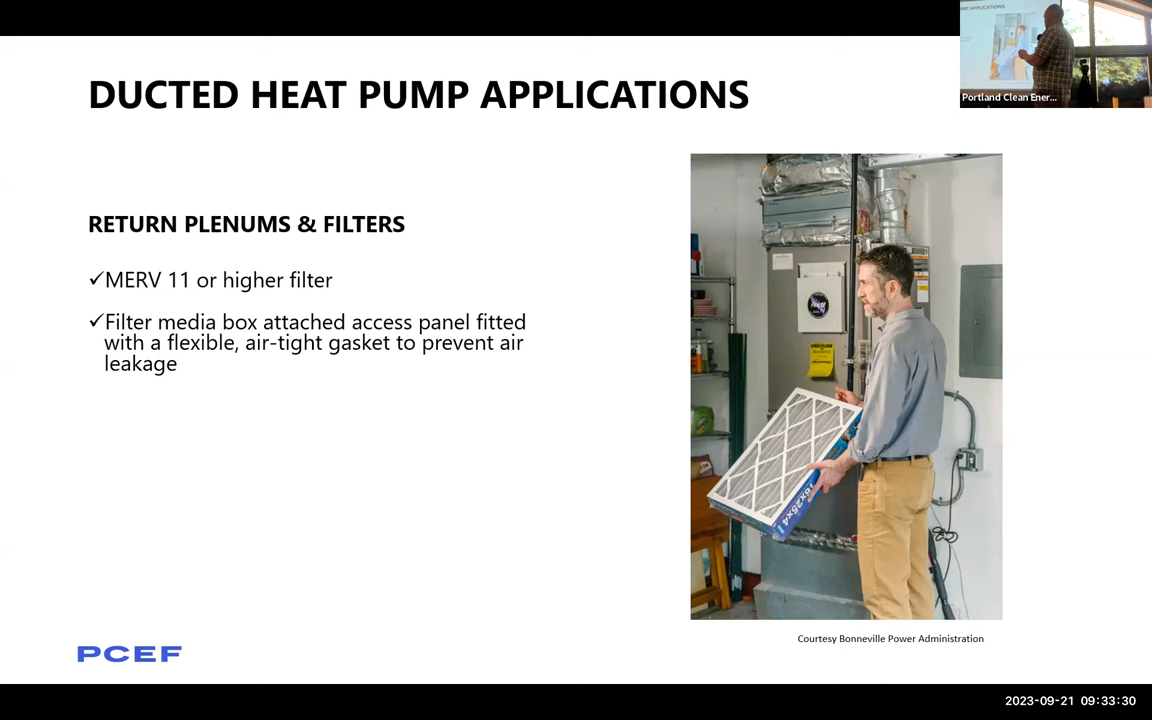 DUCTED HEAT PUMP APPLICATIONS
Portland Clean Ener...
RETURN PLENUMS & FILTERS
✓MERV 11 or higher filter
✓Filter media box attached access panel fitted
with a flexible, air-tight gasket to prevent air
leakage
16x25x4
Courtesy Bonneville Power Administration
PCEF
2023-09-21 09:33:30